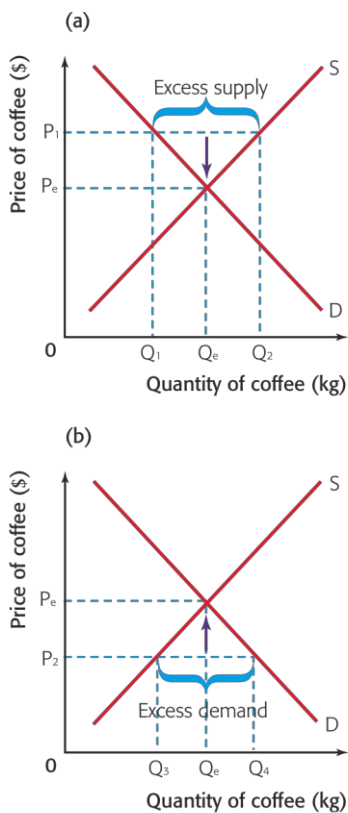 (a)
Price of coffee ($)
S
Excess supply
P₁
Pₑ
D
0
Q₁
Qₑ
Q₂
Quantity of coffee (kg)
(b)
Price of coffee ($)
S
Pₑ
P₂
Excess demand
D
0
Q₃
Qₑ
Q₄
Quantity of coffee (kg)